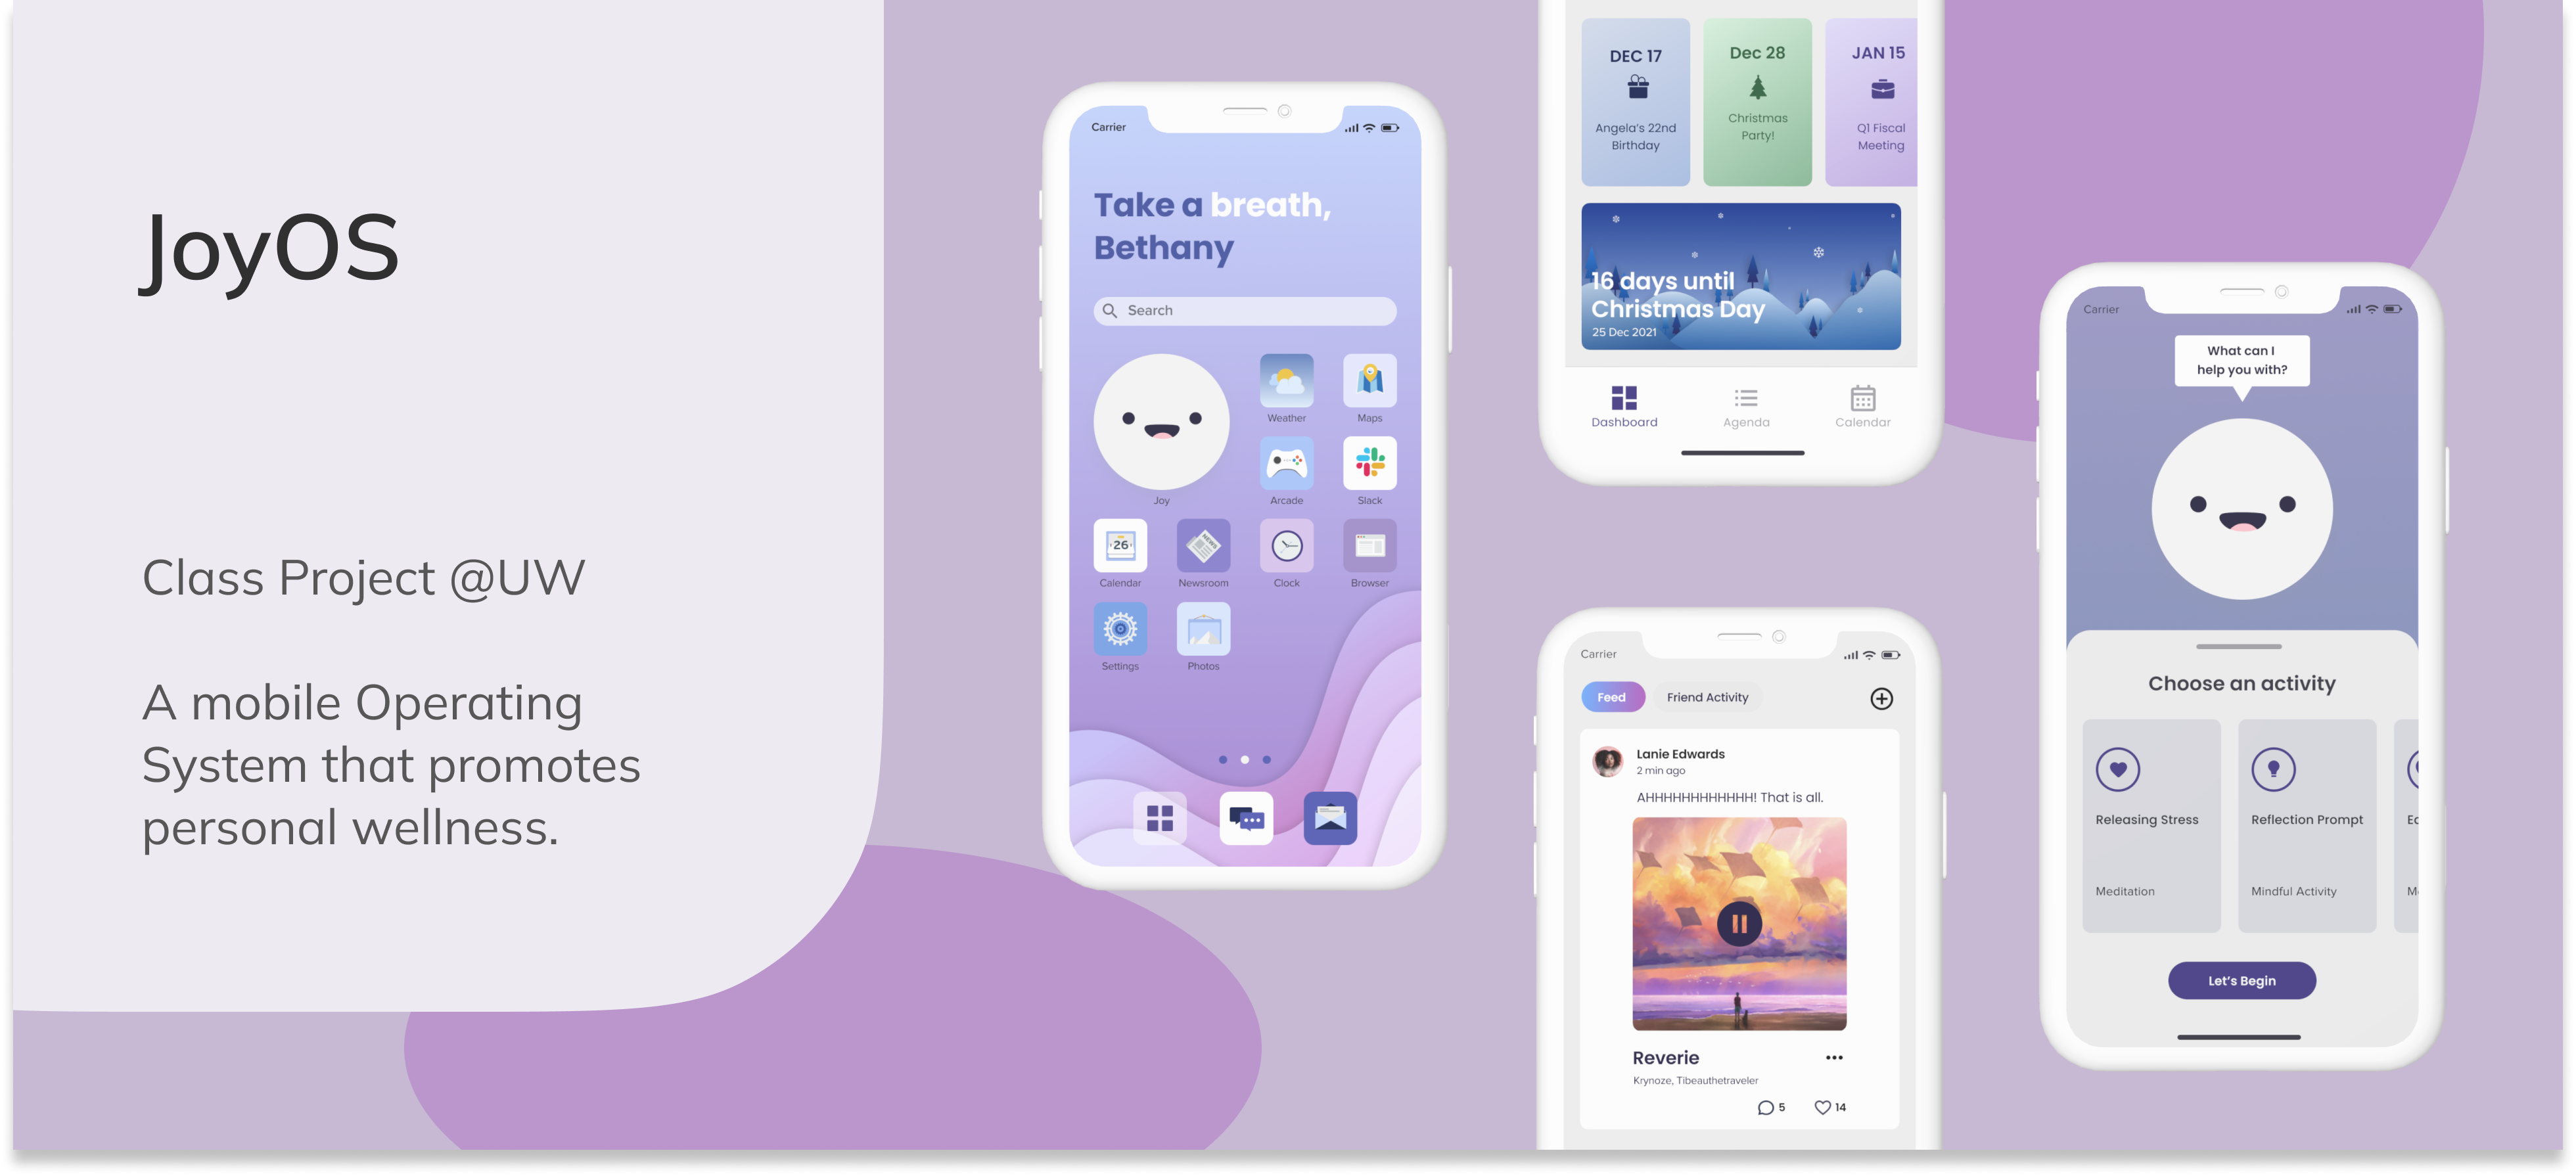 JoyOS
Class Project @UW
A mobile Operating
System that promotes
personal wellness.
Carrier
Take a breath,
Bethany
Search
Joy
Weather
Maps
Arcade
Slack
26
Calendar
NEWS
Newsroom
Clock
Browser
Settings
Photos
DEC 17
Angela's 22nd
Birthday
Dec 28
Christmas
Party!
JAN 15
Q1 Fiscal
Meeting
16 days until
Christmas Day
25 Dec 2021
Dashboard
Agenda
Calendar
Carrier
Feed
Friend Activity
Lanie Edwards
2 min ago
AHHHHHHHHHHHH! That is all.
Reverie
Krynoze, Tibeauthetraveler
5
14
Carrier
What can I
help you with?
Choose an activity
Releasing Stress
Meditation
Reflection Prompt
Mindful Activity
Let's Begin